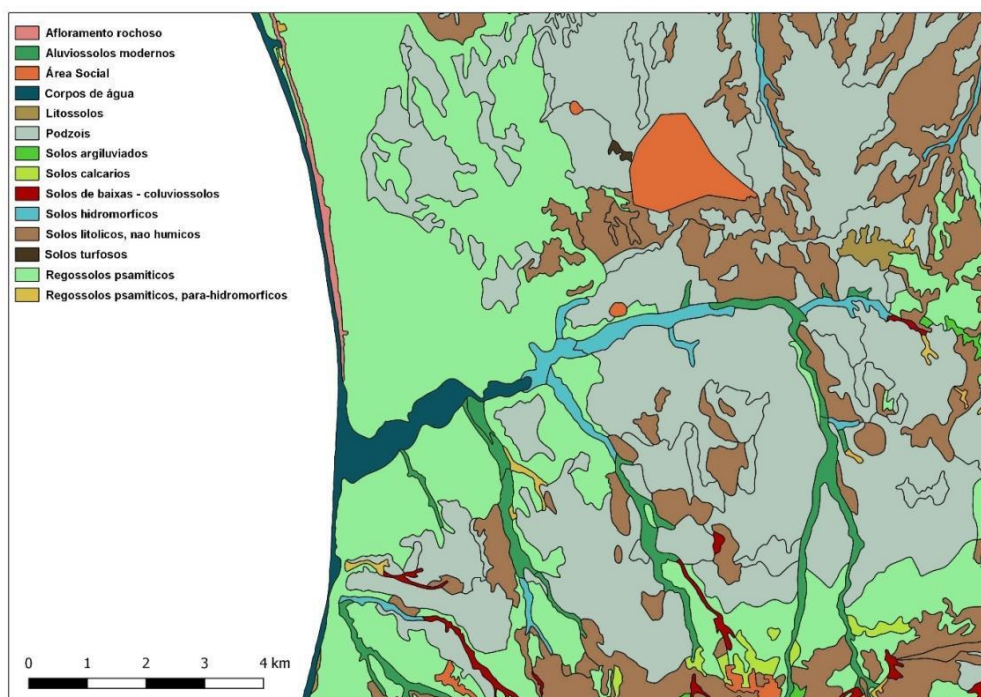 Afloramento rochoso
Aluviossolos modernos
Área Social
Corpos de água
Litossolos
Podzois
Solos argiluviados
Solos calcarios
Solos de baixas - coluviossolos
Solos hidromorficos
Solos litolicos, nao humicos
Solos turfosos
Regossolos psamiticos
Regossolos psamíticos, para-hidromorficos
0 1 2 3 4 km